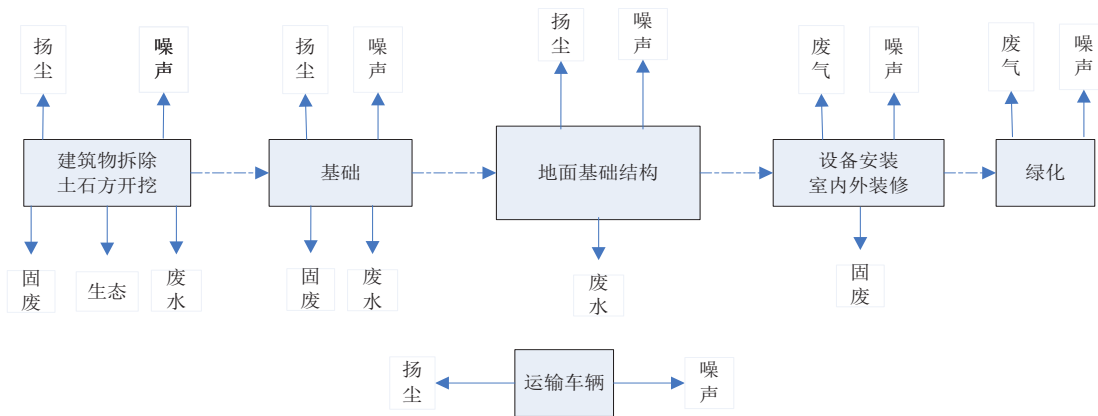 扬尘
噪声
扬尘
噪声
扬尘
噪声
废气
噪声
废气
噪声
建筑物拆除
土石方开挖
基础
地面基础结构
设备安装
室内外装修
绿化
固废
生态
废水
固废
废水
废水
固废
扬尘
运输车辆
噪声